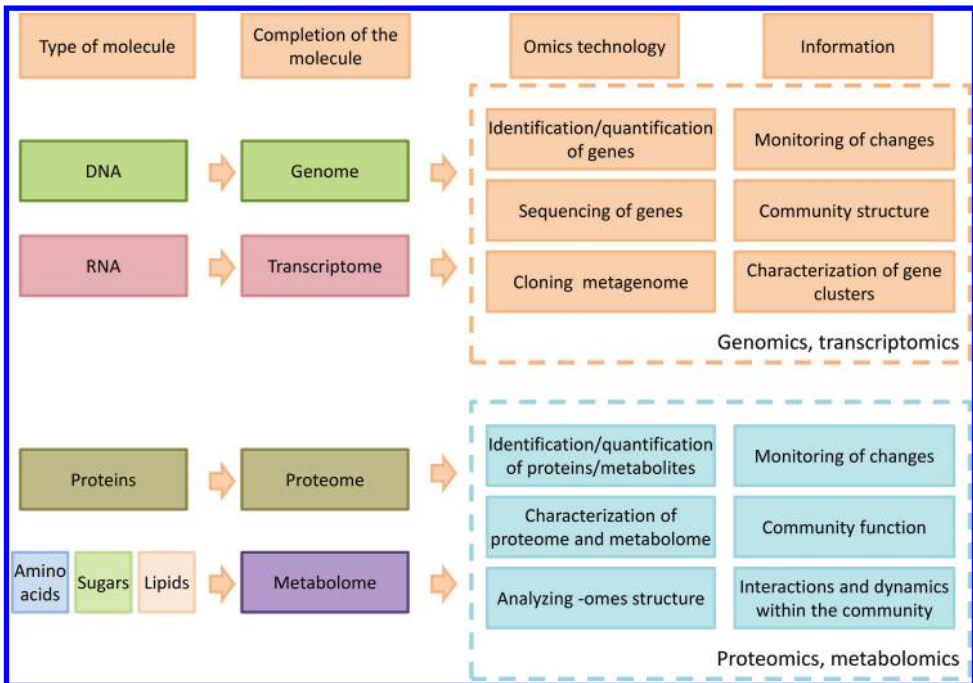 Type of molecule
Completion of the
molecule
Omics technology
Information
DNA
Genome
RNA
Transcriptome
Identification/quantification
of genes
Monitoring of changes
Sequencing of genes
Community structure
Cloning metagenome
Characterization of gene
clusters
Genomics, transcriptomics
Proteins
Proteome
Amino
acids
Sugars
Lipids
Metabolome
Identification/quantification
of proteins/metabolites
Monitoring of changes
Characterization of
proteome and metabolome
Community function
Analyzing -omes structure
Interactions and dynamics
within the community
Proteomics, metabolomics